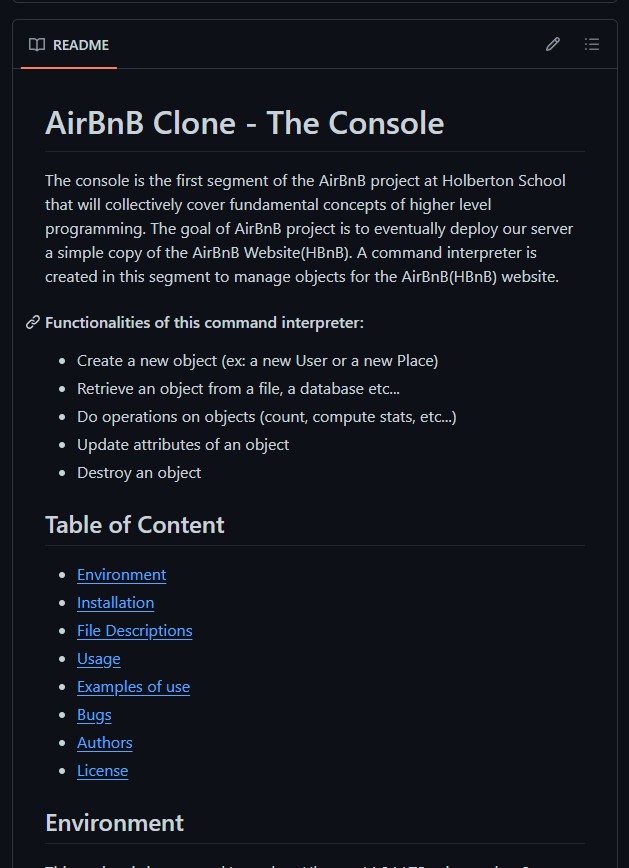 README
AirBnB Clone - The Console
The console is the first segment of the AirBnB project at Holberton School
that will collectively cover fundamental concepts of higher level
programming. The goal of AirBnB project is to eventually deploy our server
a simple copy of the AirBnB Website(HBnB). A command interpreter is
created in this segment to manage objects for the AirBnB(HBnB) website.
Functionalities of this command interpreter:
Create a new object (ex: a new User or a new Place)
Retrieve an object from a file, a database etc...
Do operations on objects (count, compute stats, etc...)
Update attributes of an object
Destroy an object
Table of Content
Environment
Installation
File Descriptions
Usage
Examples of use
Bugs
Authors
License
Environment